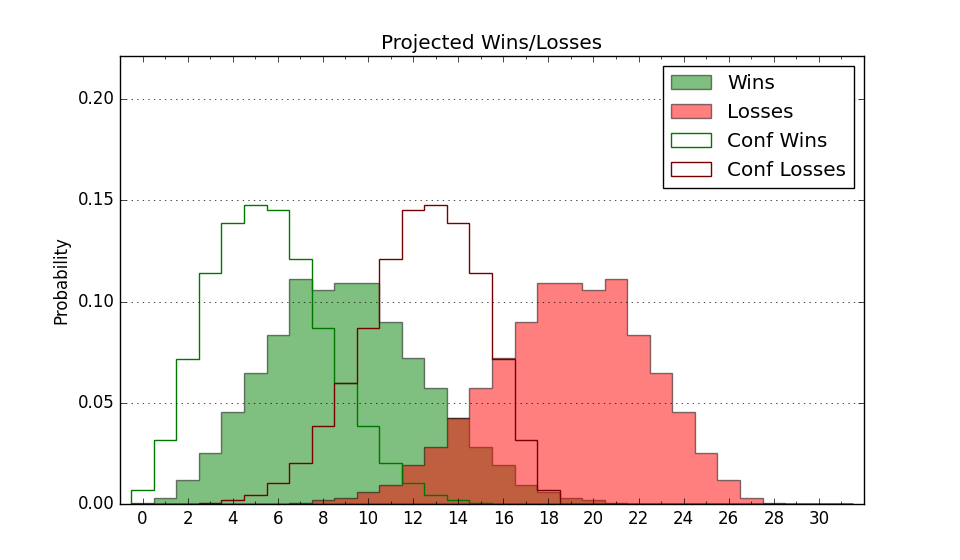 Projected Wins/Losses
Wins
Losses
Conf Wins
Conf Losses
Probability
0.20
0.15
0.10
0.05
0.00
0 2 4 6 8 10 12 14 16 18 20 22 24 26 28 30